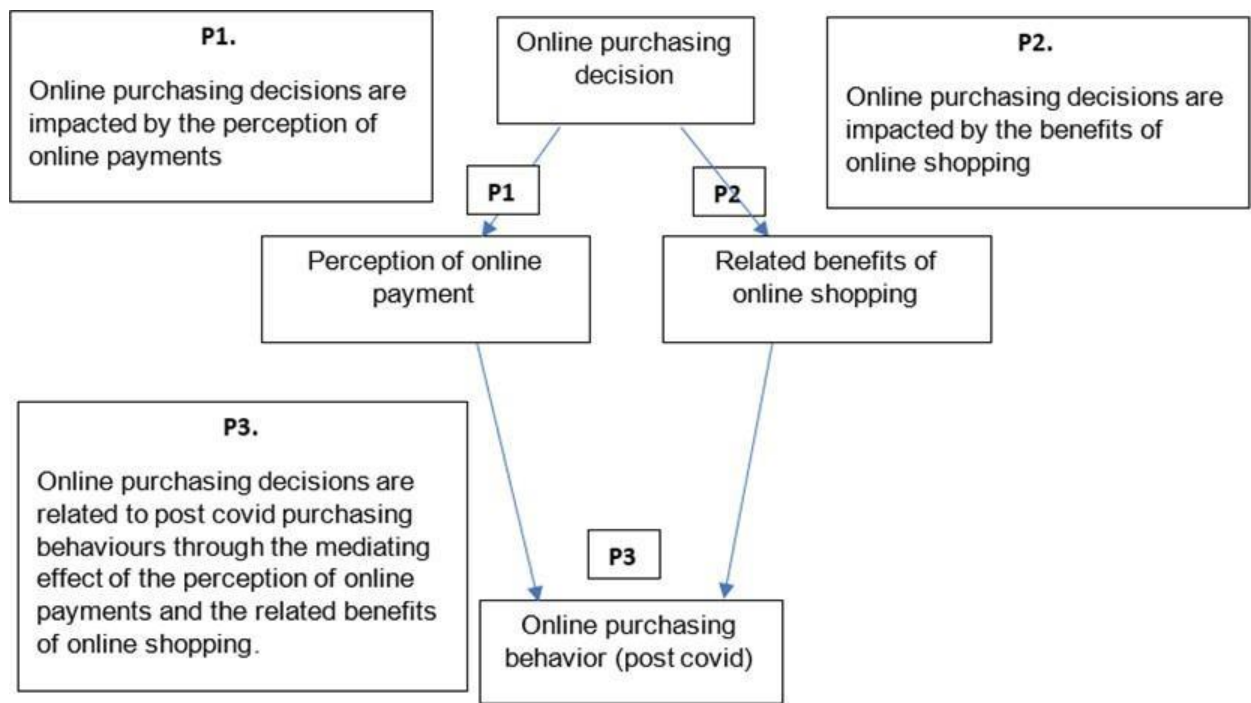 P1.
Online purchasing decisions are
impacted by the perception of
online payments
Online purchasing
decision
P2.
Online purchasing decisions are
impacted by the benefits of
online shopping
P1
P2
Perception of online
payment
Related benefits of
online shopping
P3.
Online purchasing decisions are
related to post covid purchasing
behaviours through the mediating
effect of the perception of online
payments and the related benefits
of online shopping.
P3
Online purchasing
behavior (post covid)